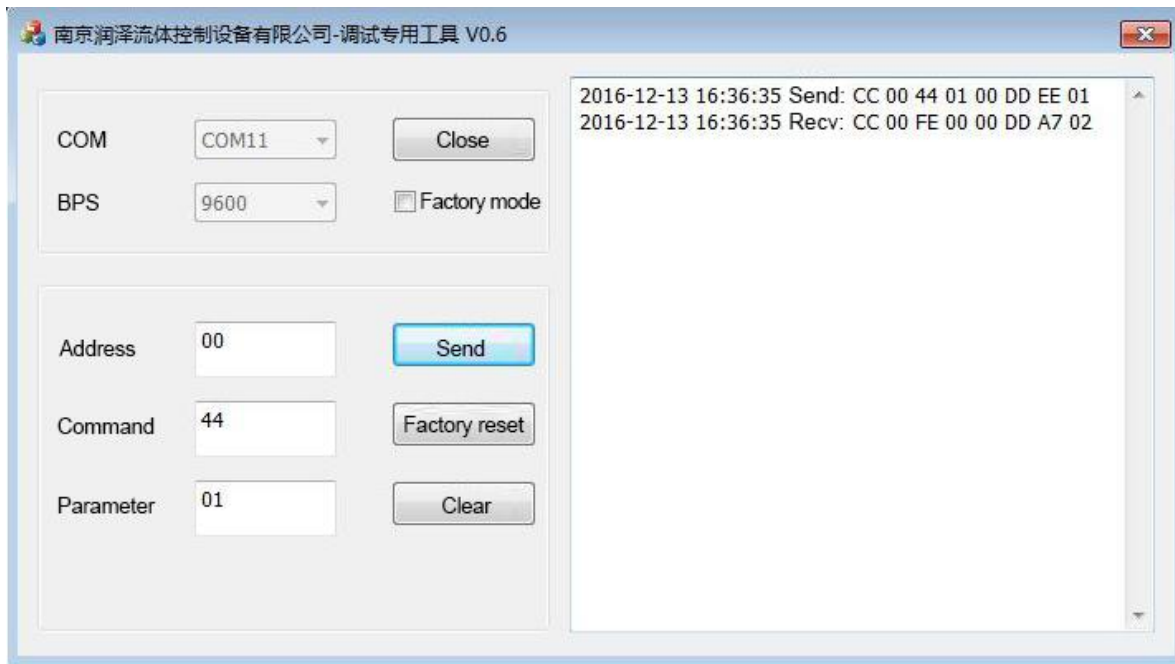 南京润泽流体控制设备有限公司-调试专用工具 V0.6
COM
COM11
Close
BPS
9600
Factory mode
Address
00
Send
Command
44
Factory reset
Parameter
01
Clear
2016-12-13 16:36:35 Send: CC 00 44 01 00 DD EE 01
2016-12-13 16:36:35 Recv: CC 00 FE 00 00 DD A7 02